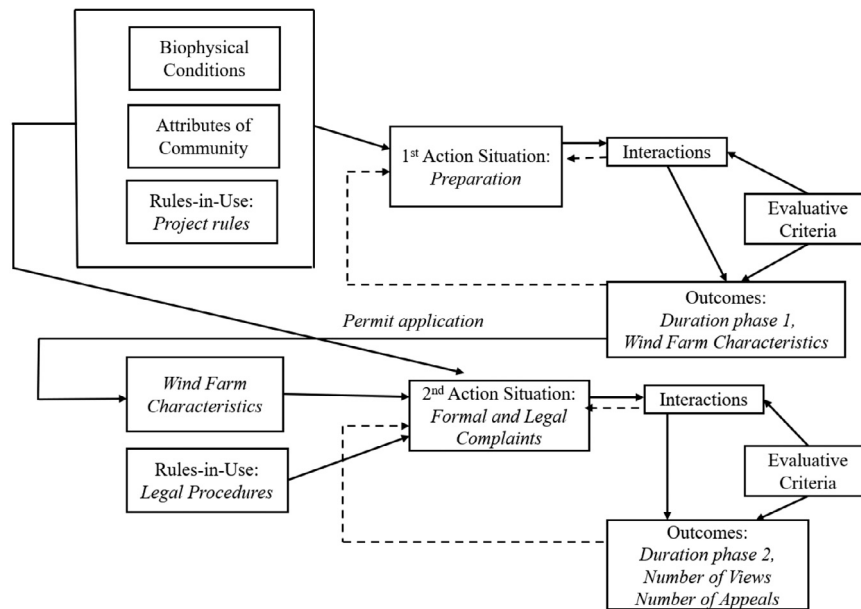 Biophysical
Conditions
Attributes of
Community
Rules-in-Use:
Project rules
1st Action Situation:
Preparation
Interactions
Evaluative
Criteria
Outcomes:
Duration phase 1,
Wind Farm Characteristics
Permit application
Wind Farm
Characteristics
Rules-in-Use:
Legal Procedures
2nd Action Situation:
Formal and Legal
Complaints
Interactions
Evaluative
Criteria
Outcomes:
Duration phase 2,
Number of Views
Number of Appeals